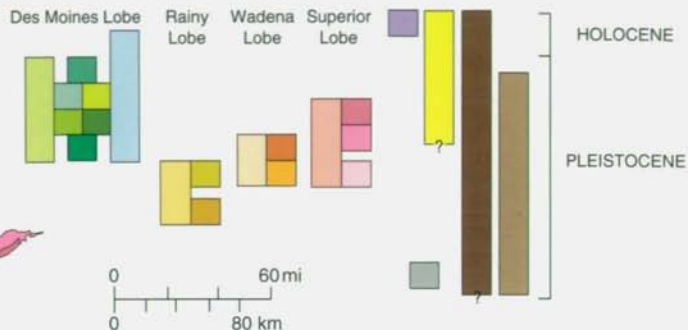 Des Moines Lobe
Rainy Lobe
Wadena Lobe
Superior Lobe
HOLOCENE
?
PLEISTOCENE
?
0 60 mi
0 80 km